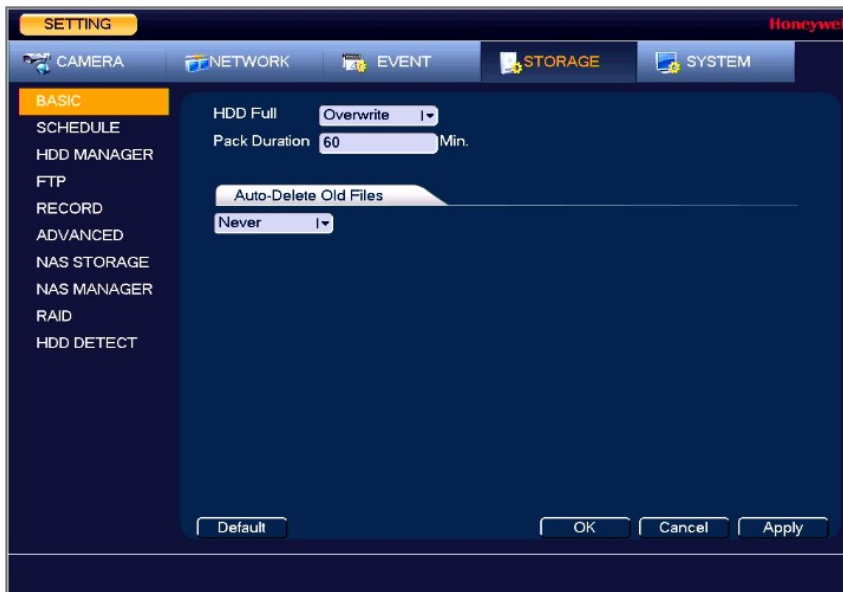 SETTING
Honeywell
CAMERA NETWORK EVENT STORAGE SYSTEM
BASIC
SCHEDULE
HDD MANAGER
FTP
RECORD
ADVANCED
NAS STORAGE
NAS MANAGER
RAID
HDD DETECT
HDD Full Overwrite
Pack Duration 60 Min.
Auto-Delete Old Files
Never
Default OK Cancel Apply